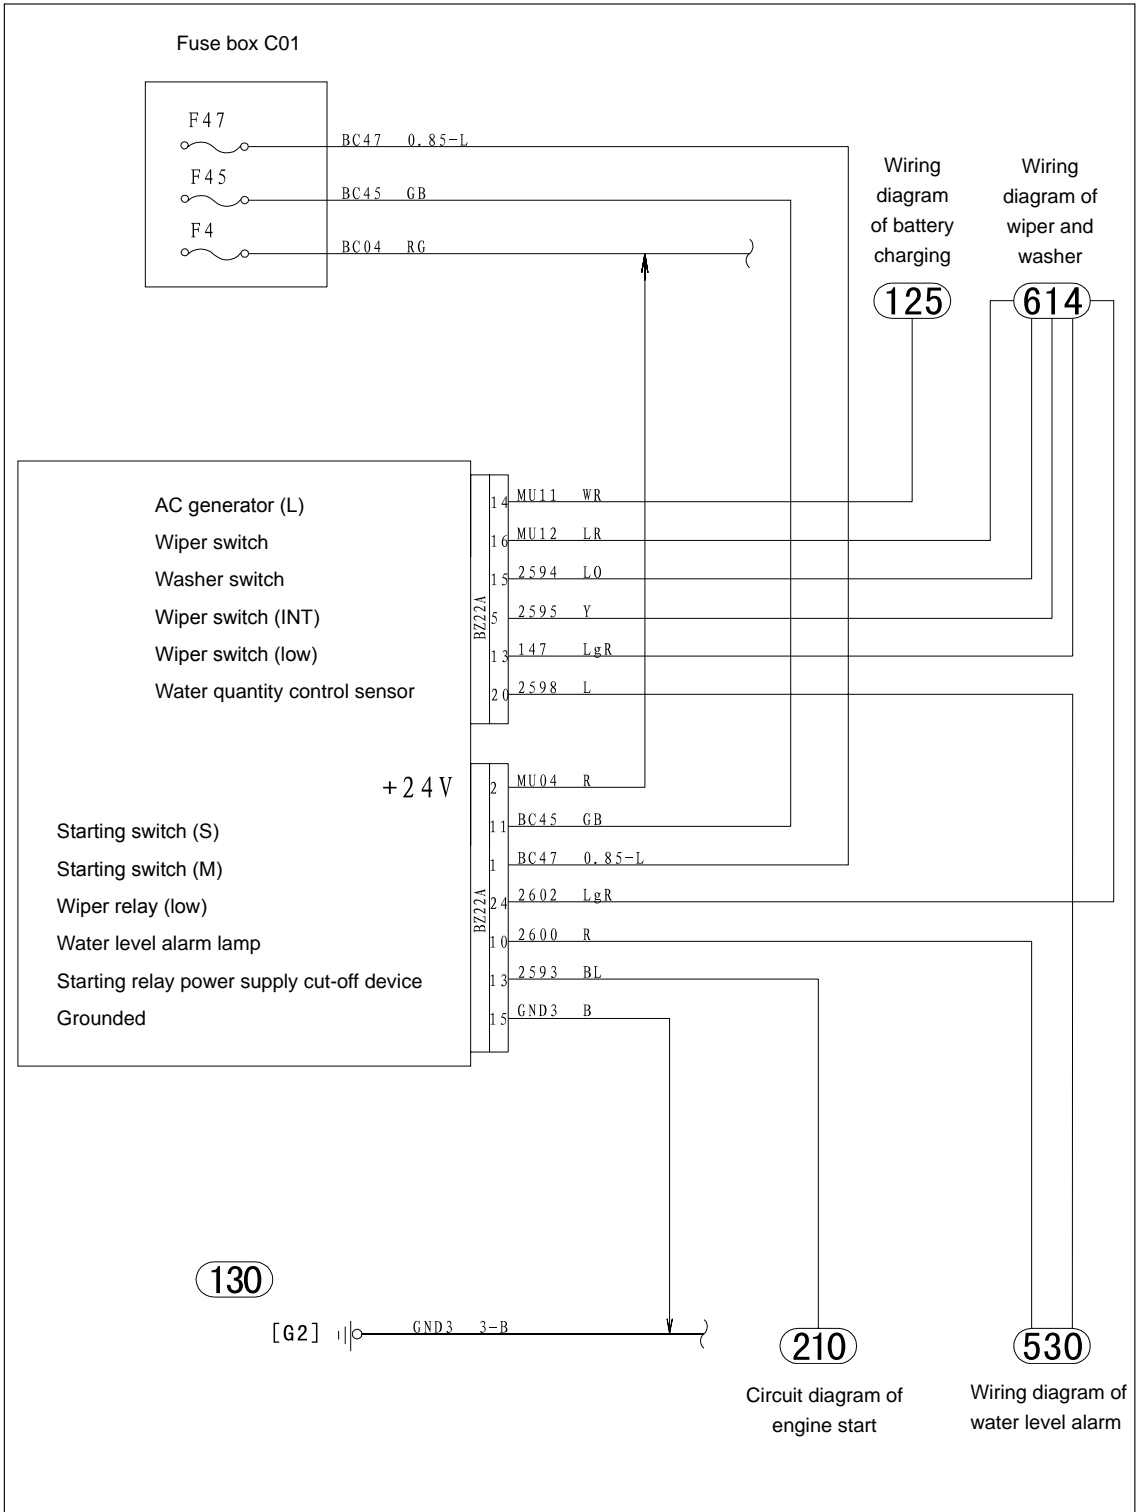 Fuse box C01
F47
BC47 0.85-L
F45
BC45 GB
F4
BC04 RG
Wiring
diagram
of battery
charging
125
Wiring
diagram of
wiper and
washer
614
AC generator (L)
14 MU11 WR
Wiper switch
16 MU12 LR
Washer switch
15 2594 LO
Wiper switch (INT)
5 2595 Y
Wiper switch (low)
13 147 LgR
Water quantity control sensor
20 2598 L
BZ22A
+24V
2 MU04 R
Starting switch (S)
11 BC45 GB
Starting switch (M)
1 BC47 0.85-L
Wiper relay (low)
24 2602 LgR
Water level alarm lamp
10 2600 R
Starting relay power supply cut-off device
13 2593 BL
Grounded
15 GND3 B
BZ22A
130
[G2]
GND3 3-B
210
Circuit diagram of
engine start
530
Wiring diagram of
water level alarm